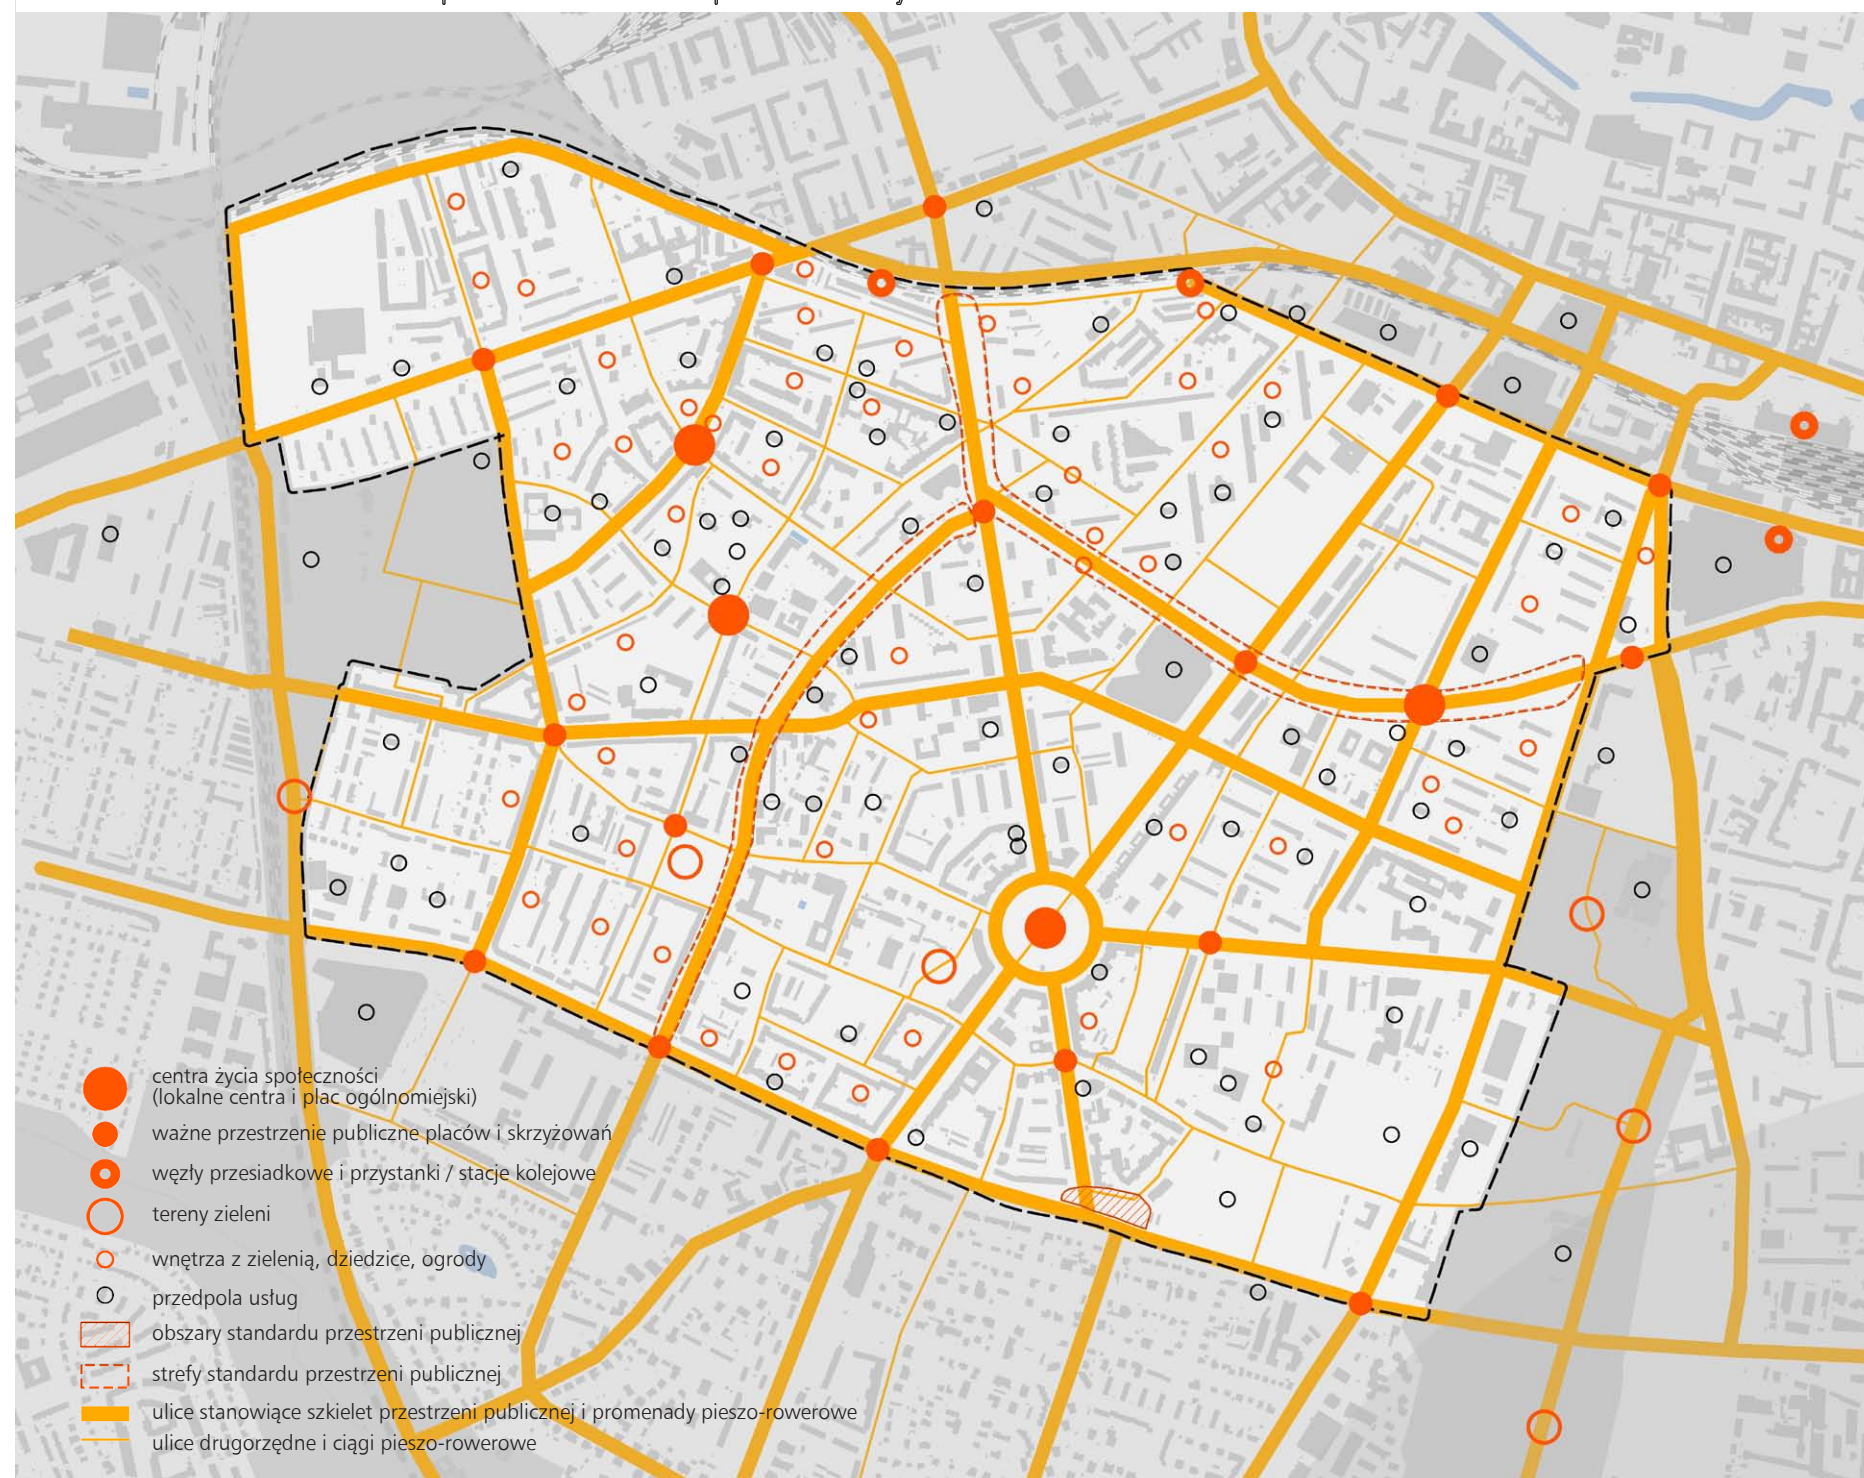 centra życia społeczności
(lokalne centra i plac ogólnomiejski)
ważne przestrzenie publiczne placów i skrzyżowań
węzły przesiadkowe i przystanki / stacje kolejowe
tereny zieleni
wnętrza z zielenią, dziedzice, ogrody
przedpola usług
obszary standardu przestrzeni publicznej
strefy standardu przestrzeni publicznej
ulice stanowiące szkielet przestrzeni publicznej i promenady pieszo-rowerowe
ulice drugorzędne i ciągi pieszo-rowerowe